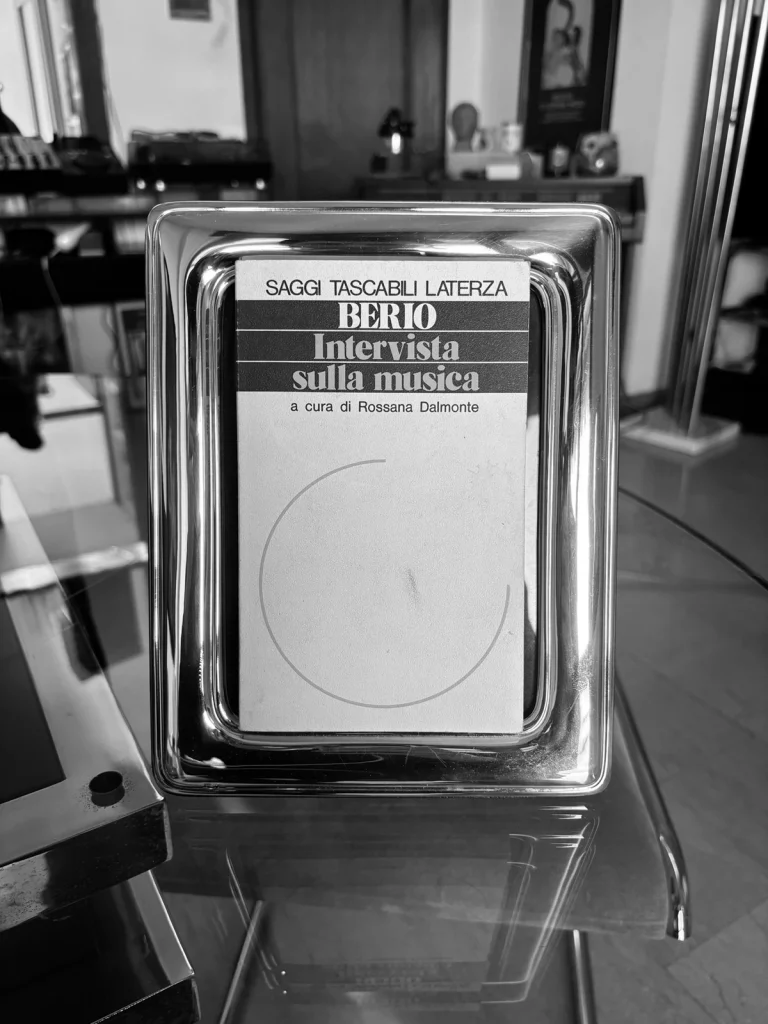 SAGGI TASCABILI LATERZA
BERIO
Intervista
sulla musica
a cura di Rossana Dalmonte